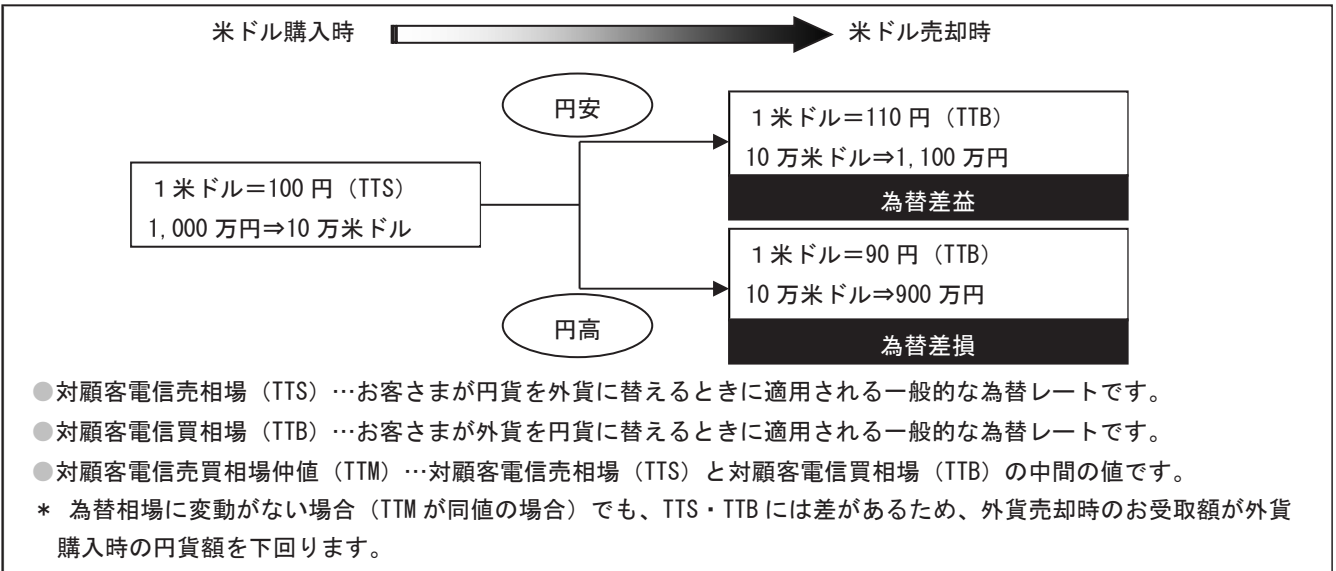 米ドル購入時
米ドル売却時
円安
1米ドル＝110円（TTB）
10万米ドル⇒1,100万円
為替差益
1米ドル＝100円（TTS）
1,000万円⇒10万米ドル
1米ドル＝90円（TTB）
10万米ドル⇒900万円
円高
為替差損
●対顧客電信売相場（TTS）…お客さまが円貨を外貨に替えるときに適用される一般的な為替レートです。
●対顧客電信買相場（TTB）…お客さまが外貨を円貨に替えるときに適用される一般的な為替レートです。
●対顧客電信売買相場仲値（TTM）…対顧客電信売相場（TTS）と対顧客電信買相場（TTB）の中間の値です。
* 為替相場に変動がない場合（TTMが同値の場合）でも、TTS・TTBには差があるため、外貨売却時のお受取額が外貨
購入時の円貨額を下回ります。